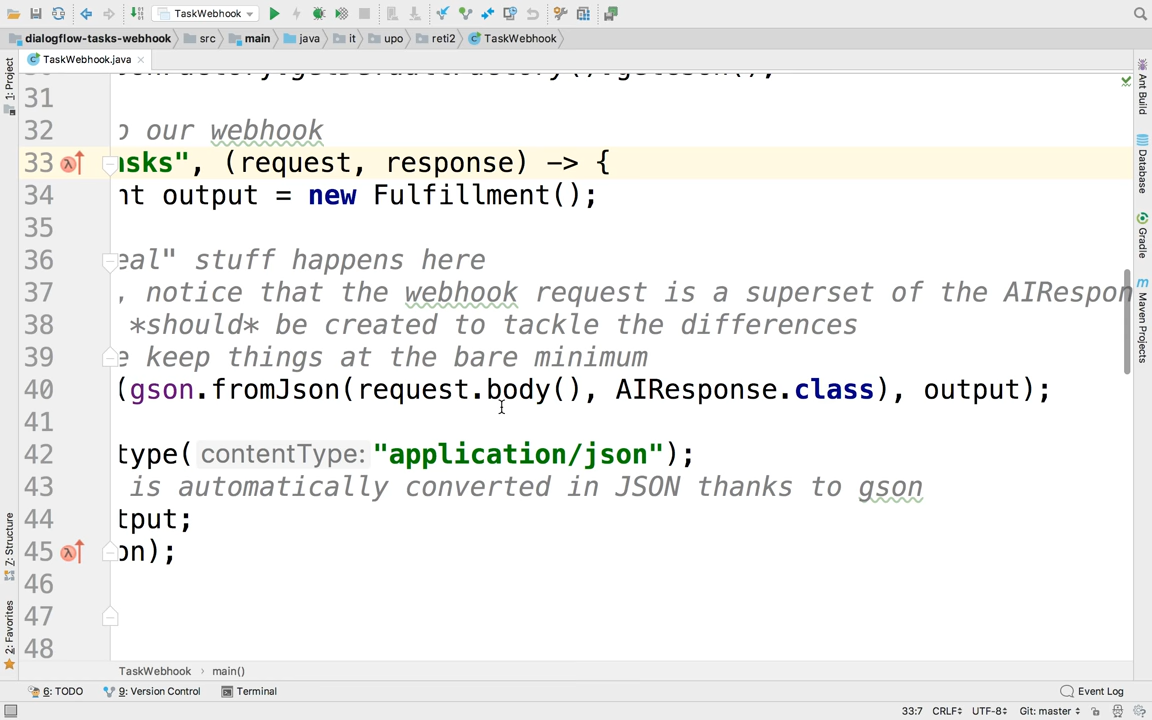 TaskWebhook
dialogflow-tasks-webhook src main java it upo reti2 TaskWebhook
TaskWebhook.java
1: Project
Ant Build
Database
Gradle
Maven Projects
Z: Structure
2: Favorites
31
32 o our webhook
33 asks", (request, response) -> {
34 nt output = new Fulfillment();
35
36 eal" stuff happens here
37 , notice that the webhook request is a superset of the AIRespon
38 *should* be created to tackle the differences
39 e keep things at the bare minimum
40 (gson.fromJson(request.body(), AIResponse.class), output);
41
42 type( contentType: "application/json");
43 is automatically converted in JSON thanks to gson
44 tput;
45 on);
46
47
48
TaskWebhook › main()
6: TODO 9: Version Control Terminal Event Log
33:7 CRLF UTF-8 Git: master